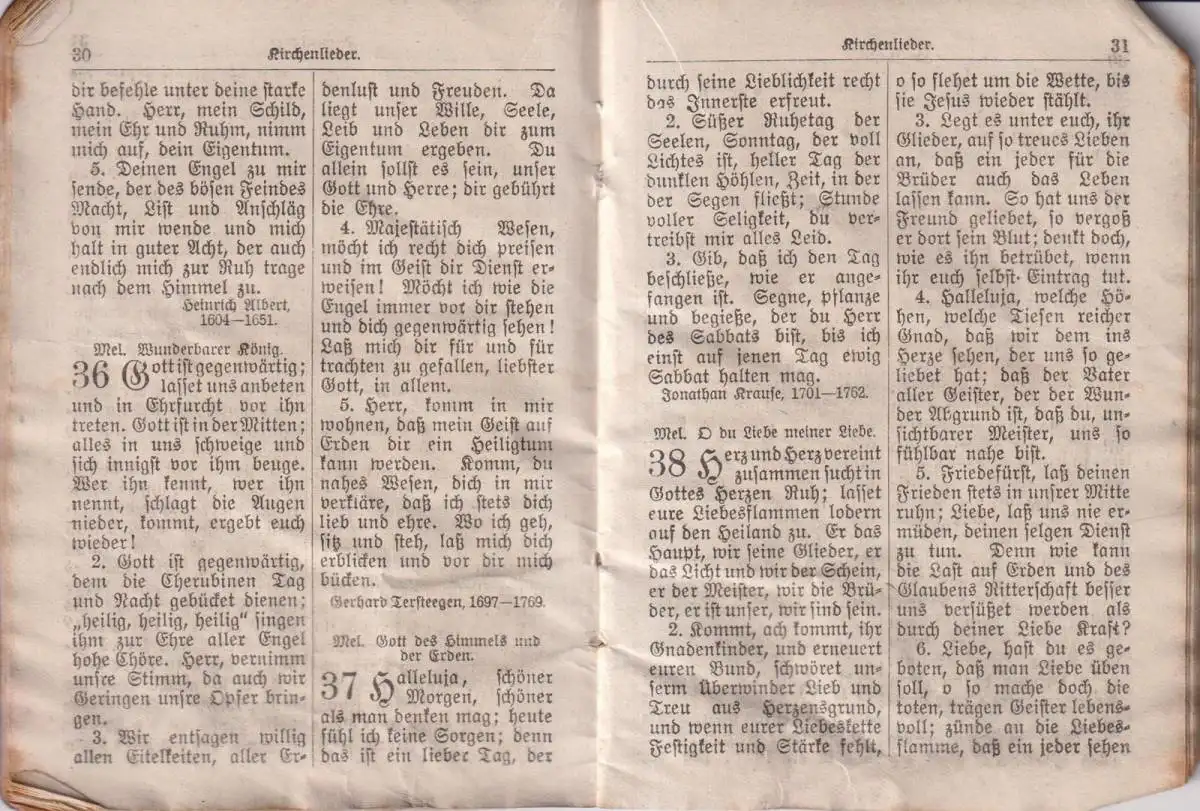 30
Kirchenlieder.
dir befehle unter deine starke
Hand. Herr, mein Schild,
mein Ehr und Ruhm, nimm
mich auf, dein Eigentum.
5. Deinen Engel zu mir
sende, der des bösen Feindes
Macht, List und Anschläg
von mir wende und mich
halt in guter Acht, der auch
endlich mich zur Ruh trage
nach dem Himmel zu.
Heinrich Albert,
1604—1651.
Mel. Wunderbarer König.
36 Gott ist gegenwärtig;
lasset uns anbeten
und in Ehrfurcht vor ihn
treten. Gott ist in der Mitten;
alles in uns schweige und
sich innigst vor ihm beuge.
Wer ihn kennt, wer ihn
nennt, schlagt die Augen
nieder, kommt, ergebt euch
wieder!
2. Gott ist gegenwärtig,
dem die Cherubinen Tag
und Nacht gebücket dienen;
„heilig, heilig, heilig“ singen
ihm zur Ehre aller Engel
hohe Chöre. Herr, vernimm
unsre Stimm, da auch wir
Geringen unsre Opfer brin-
gen.
3. Wir entsagen willig
allen Eitelkeiten, aller Er-
denlust und Freuden. Da
liegt unser Wille, Seele,
Leib und Leben dir zum
Eigentum ergeben. Du
allein sollst es sein, unser
Gott und Herre; dir gebührt
die Ehre.
4. Majestätisch Wesen,
möcht ich recht dich preisen
und im Geist dir Dienst er-
weisen! Möcht ich wie die
Engel immer vor dir stehen
und dich gegenwärtig sehen!
Laß mich dir für und für
trachten zu gefallen, liebster
Gott, in allem.
5. Herr, komm in mir
wohnen, daß mein Geist auf
Erden dir ein Heiligtum
kann werden. Komm, du
nahes Wesen, dich in mir
verkläre, daß ich stets dich
lieb und ehre. Wo ich geh,
sitz und steh, laß mich dich
erblicken und vor dir mich
bücken.
Gerhard Tersteegen, 1697—1769.
Mel. Gott des Himmels und
der Erden.
37 Halleluja, schöner
Morgen, schöner
als man denken mag; heute
fühl ich keine Sorgen; denn
das ist ein lieber Tag, der
Kirchenlieder.
31
durch seine Lieblichkeit recht
das Innerste erfreut.
2. Süßer Ruhetag der
Seelen, Sonntag, der voll
Lichtes ist, heller Tag der
dunklen Höhlen, Zeit, in der
der Segen fließt; Stunde
voller Seligkeit, du ver-
treibst mir alles Leid.
3. Gib, daß ich den Tag
beschließe, wie er ange-
fangen ist. Segne, pflanze
und begieße, der du Herr
des Sabbats bist, bis ich
einst auf jenen Tag ewig
Sabbat halten mag.
Jonathan Krause, 1701—1762.
Mel. O du Liebe meiner Liebe.
38 Herz und Herz vereint
zusammen sucht in
Gottes Herzen Ruh; lasset
eure Liebesflammen lodern
auf den Heiland zu. Er das
Haupt, wir seine Glieder, er
das Licht und wir der Schein,
er der Meister, wir die Brü-
der, er ist unser, wir sind sein.
2. Kommt, ach kommt, ihr
Gnadenkinder, und erneuert
euren Bund, schwöret un-
serm Überwinder Lieb und
Treu aus Herzensgrund,
und wenn eurer Liebeskette
Festigkeit und Stärke fehlt,
o so flehet um die Wette, bis
sie Jesus wieder stählt.
3. Legt es unter euch, ihr
Glieder, auf so treues Lieben
an, daß ein jeder für die
Brüder auch das Leben
lassen kann. So hat uns der
Freund geliebet, so vergoß
er dort sein Blut; denkt doch,
wie es ihn betrübet, wenn
ihr euch selbst Eintrag tut.
4. Halleluja, welche Hö-
hen, welche Tiefen reicher
Gnad, daß wir dem ins
Herze sehen, der uns so ge-
liebet hat; daß der Vater
aller Geister, der der Wun-
der Abgrund ist, daß du, un-
sichtbarer Meister, uns so
fühlbar nahe bist.
5. Friedefürst, laß deinen
Frieden stets in unsrer Mitte
ruhn; Liebe, laß uns nie er-
müden, deinen selgen Dienst
zu tun. Denn wie kann
die Last auf Erden und des
Glaubens Ritterschaft besser
uns versüßet werden als
durch deiner Liebe Kraft?
6. Liebe, hast du es ge-
boten, daß man Liebe üben
soll, o so mache doch die
toten, trägen Geister lebens-
voll; zünde an die Liebes-
flamme, daß ein jeder sehen